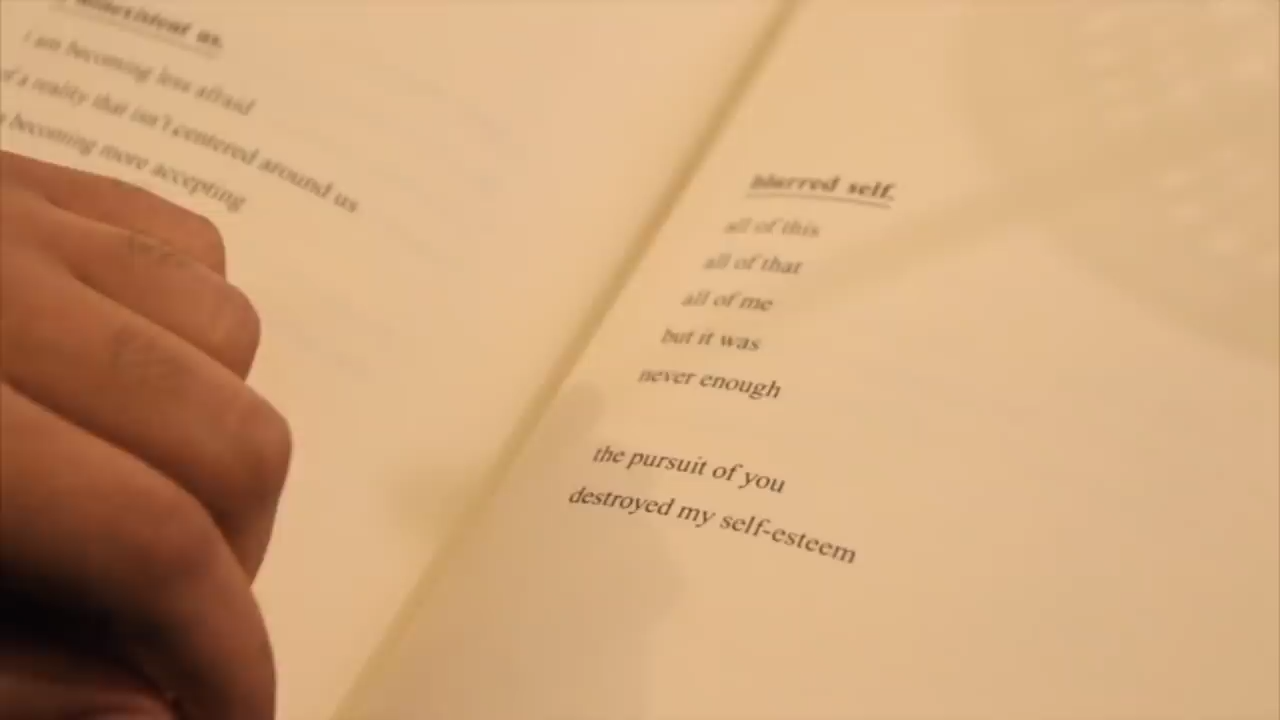 nonexistent us.
i am becoming less afraid
of a reality that isn't centered around us
becoming more accepting
blurred self.
all of this
all of that
all of me
but it was
never enough
the pursuit of you
destroyed my self-esteem